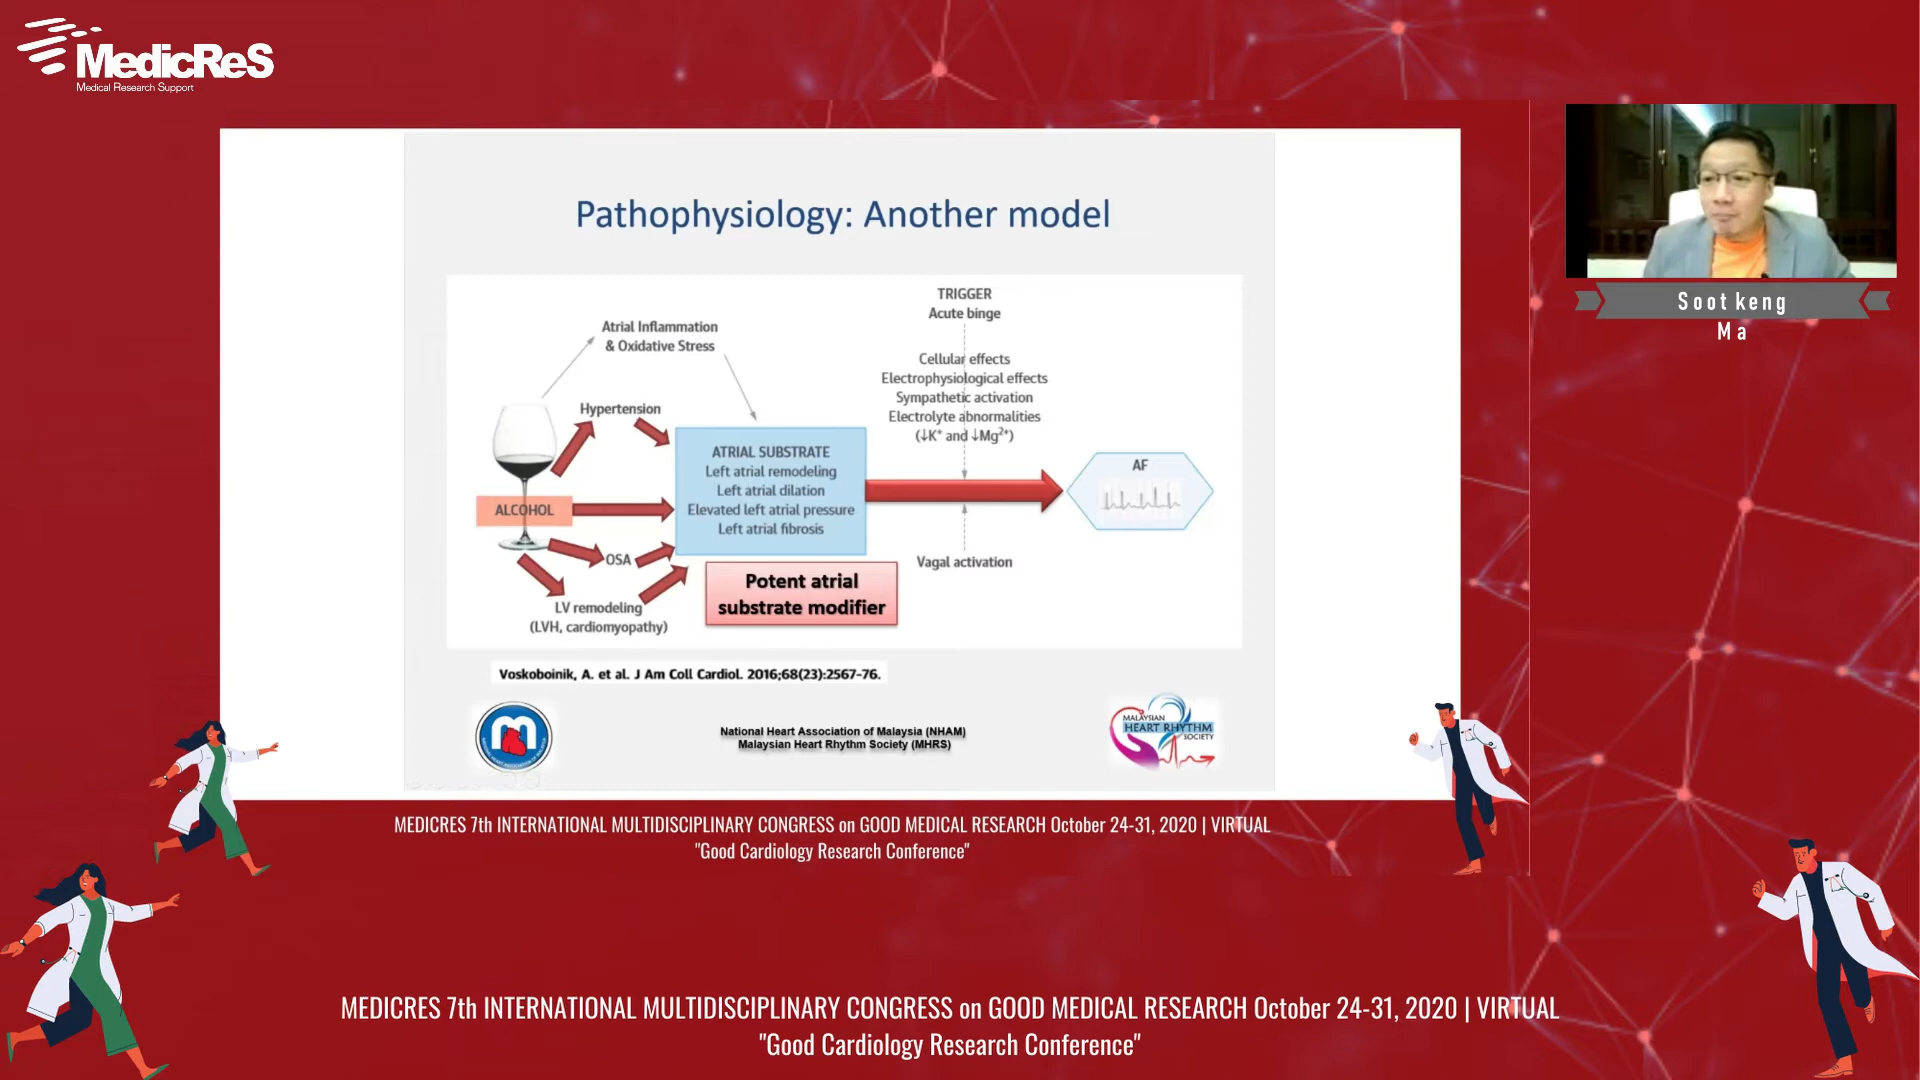 MedicReS
Medical Research Support
Pathophysiology: Another model
TRIGGER
Acute binge
Atrial Inflammation
& Oxidative Stress
Cellular effects
Electrophysiological effects
Sympathetic activation
Electrolyte abnormalities
(↓K⁺ and ↓Mg²⁺)
Hypertension
ATRIAL SUBSTRATE
Left atrial remodeling
Left atrial dilation
Elevated left atrial pressure
Left atrial fibrosis
AF
ALCOHOL
OSA
Vagal activation
Potent atrial
substrate modifier
LV remodeling
(LVH, cardiomyopathy)
Voskoboinik, A. et al. J Am Coll Cardiol. 2016;68(23):2567-76.
National Heart Association of Malaysia (NHAM)
Malaysian Heart Rhythm Society (MHRS)
MALAYSIAN
HEART RHYTHM
SOCIETY
Soot keng
Ma
MEDICRES 7th INTERNATIONAL MULTIDISCIPLINARY CONGRESS on GOOD MEDICAL RESEARCH October 24-31, 2020 | VIRTUAL
"Good Cardiology Research Conference"
MEDICRES 7th INTERNATIONAL MULTIDISCIPLINARY CONGRESS on GOOD MEDICAL RESEARCH October 24-31, 2020 | VIRTUAL
"Good Cardiology Research Conference"